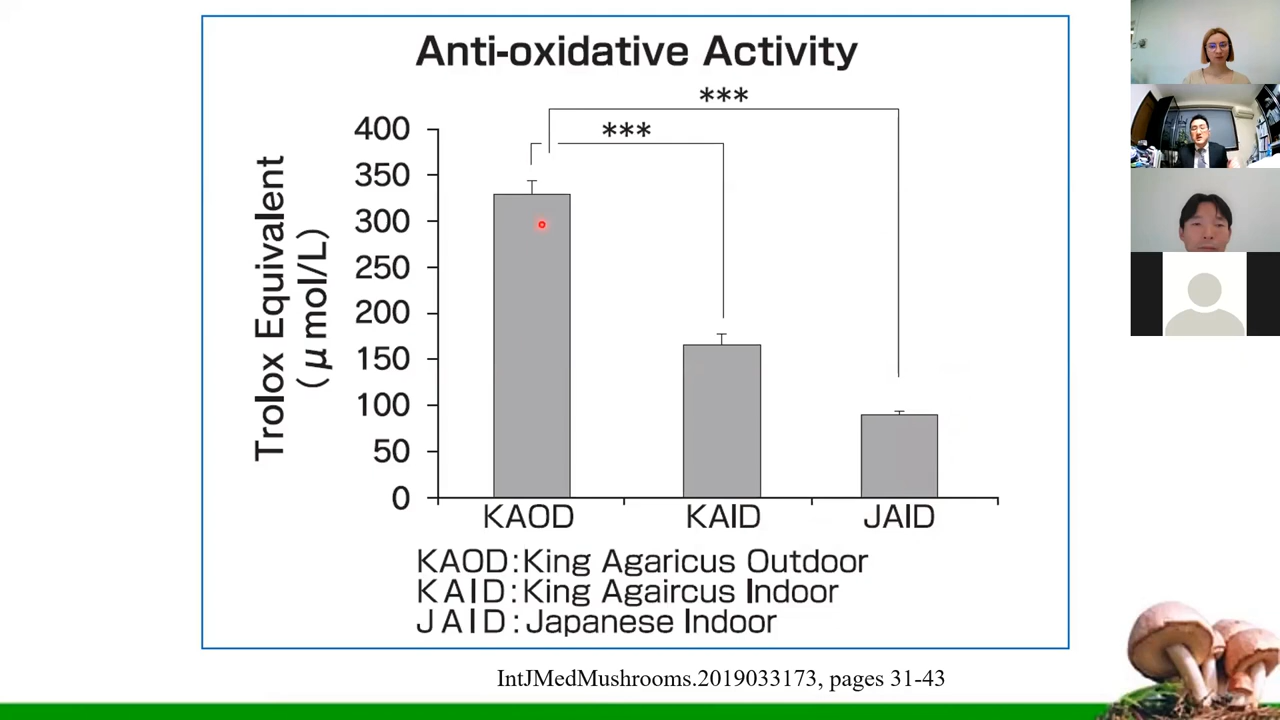 Anti-oxidative Activity
***
***
400
350
300
250
200
150
100
50
0
Trolox Equivalent
(μmol/L)
KAOD KAID JAID
KAOD:King Agaricus Outdoor
KAID:King Agaircus Indoor
JAID:Japanese Indoor
IntJMedMushrooms.2019033173, pages 31-43